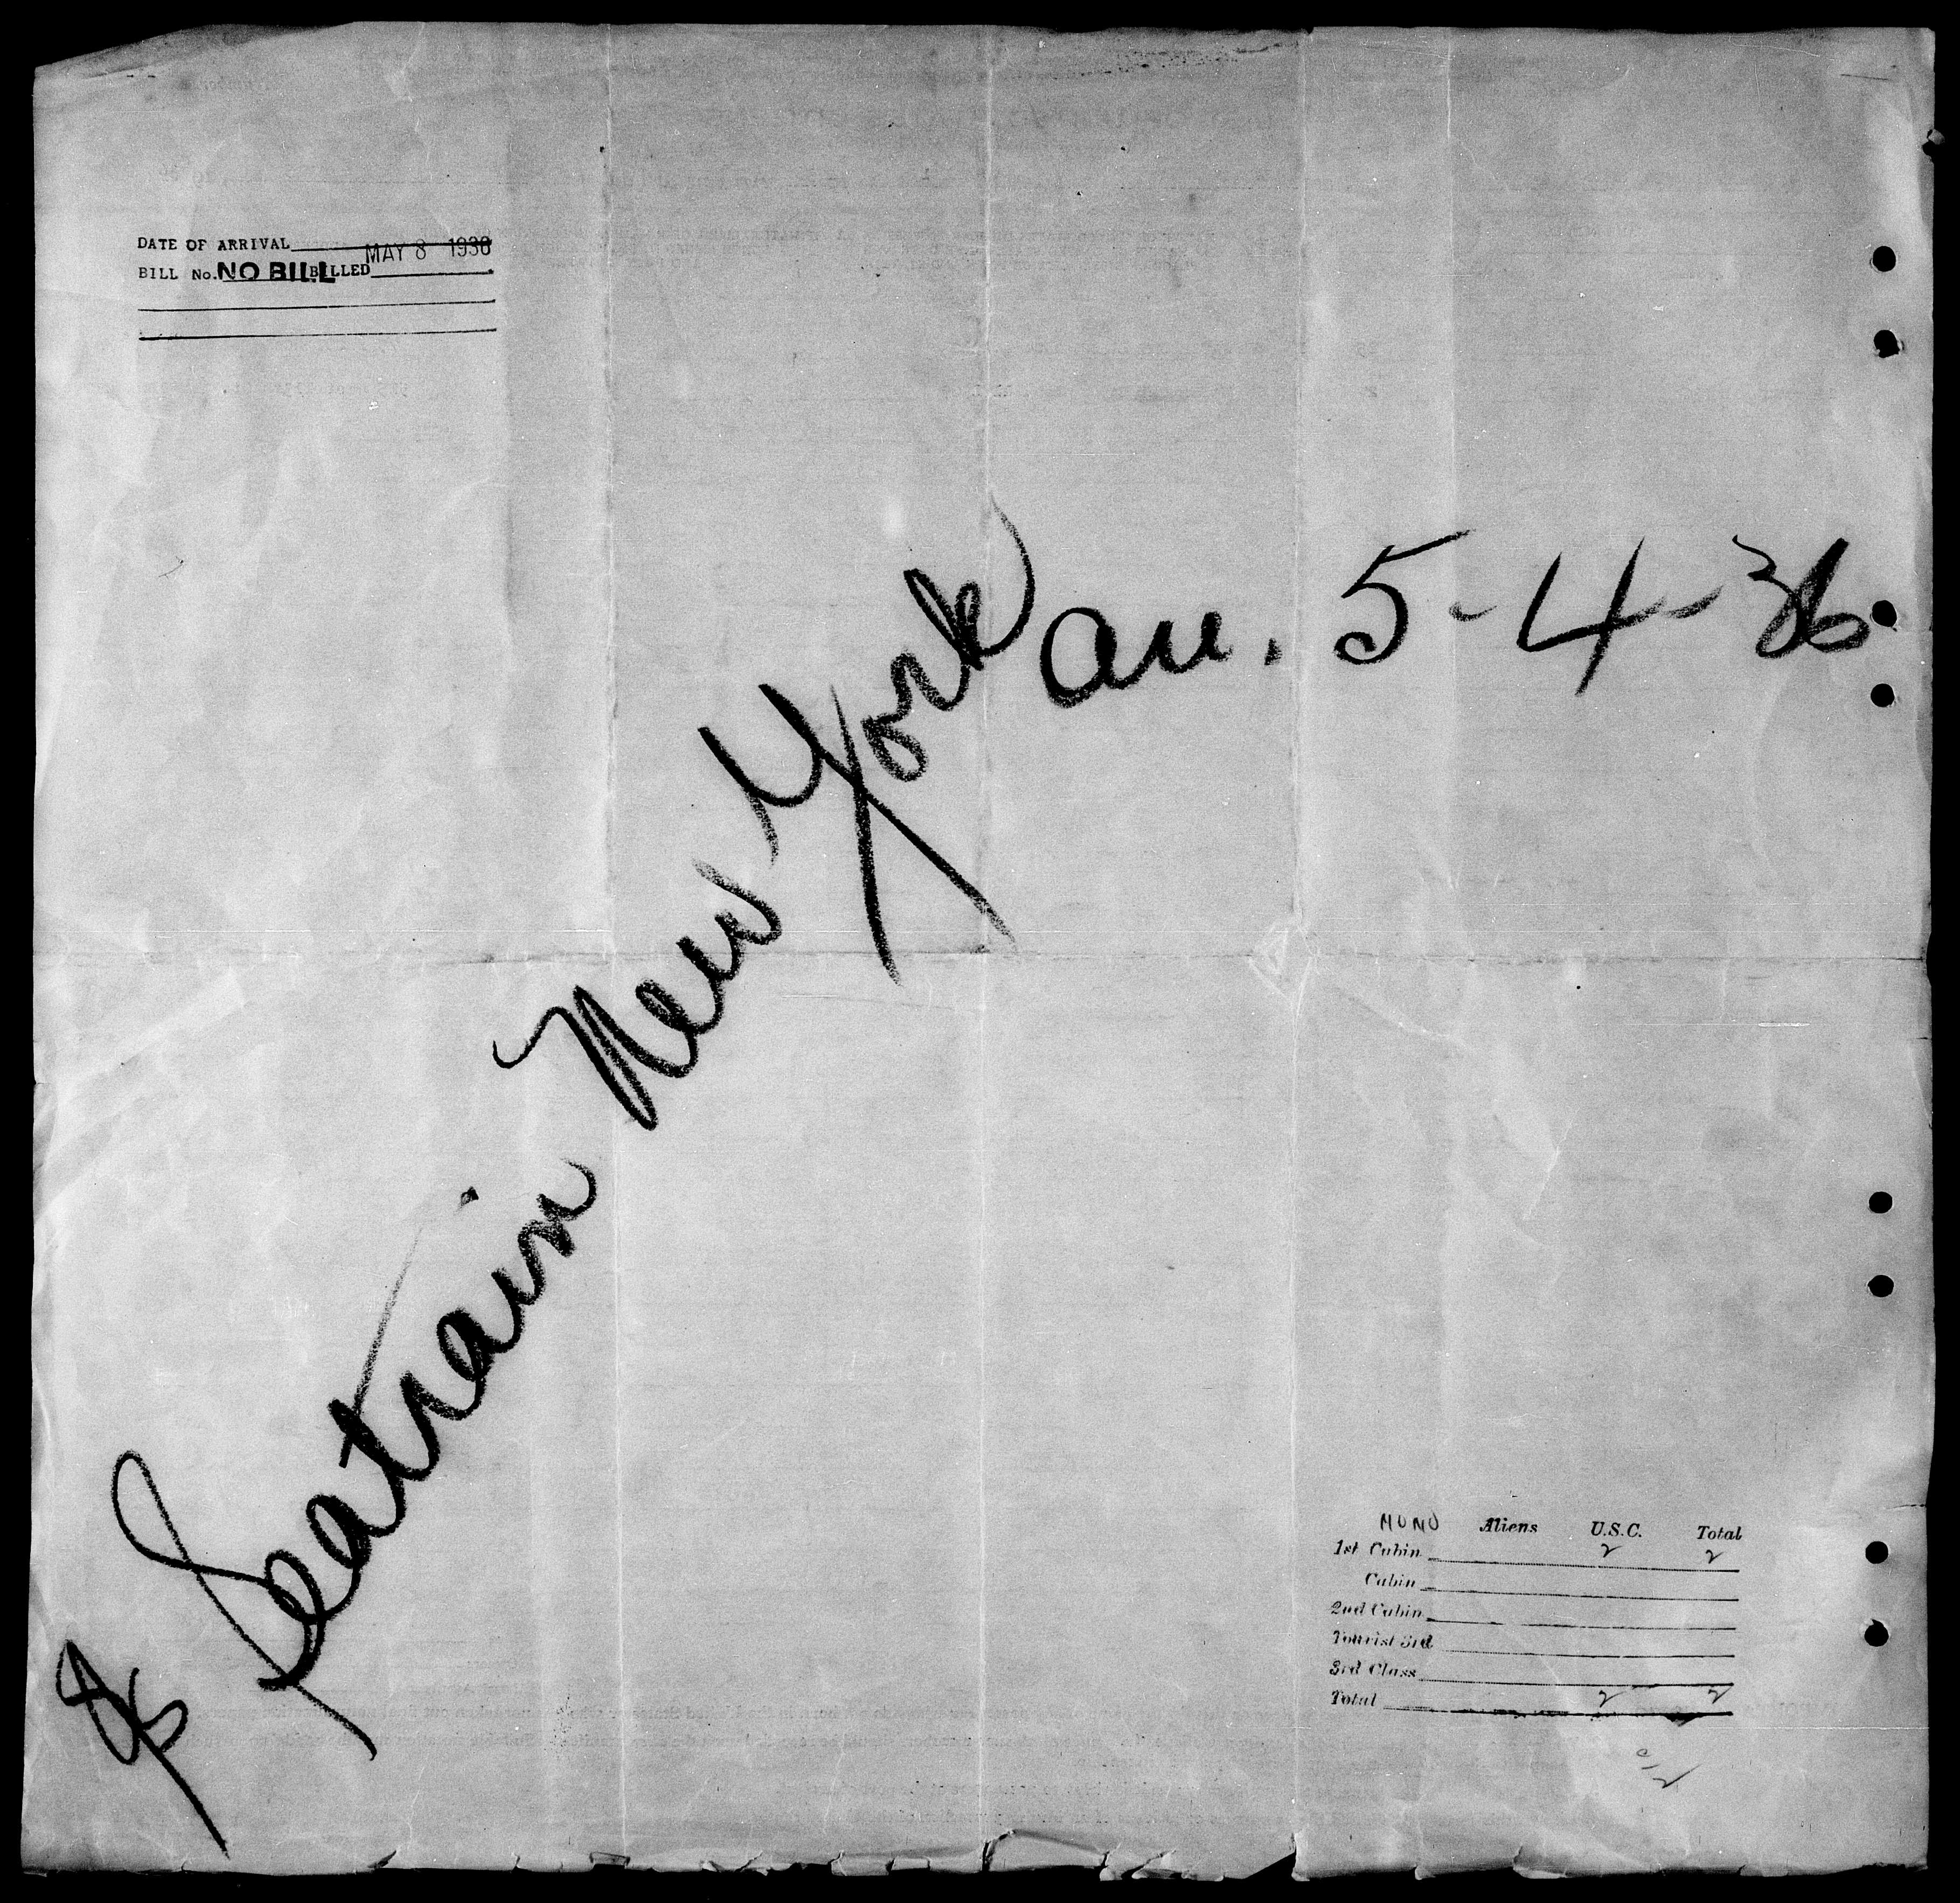 DATE OF ARRIVAL MAY 8 1936
BILL No. NO BILL BILLED
SS Seatrain New York arr. 5-4-36
Aliens U.S.C. Total
1st Cabin 2 2
Cabin
2nd Cabin
Tourist 3rd
3rd Class
Total 2 2